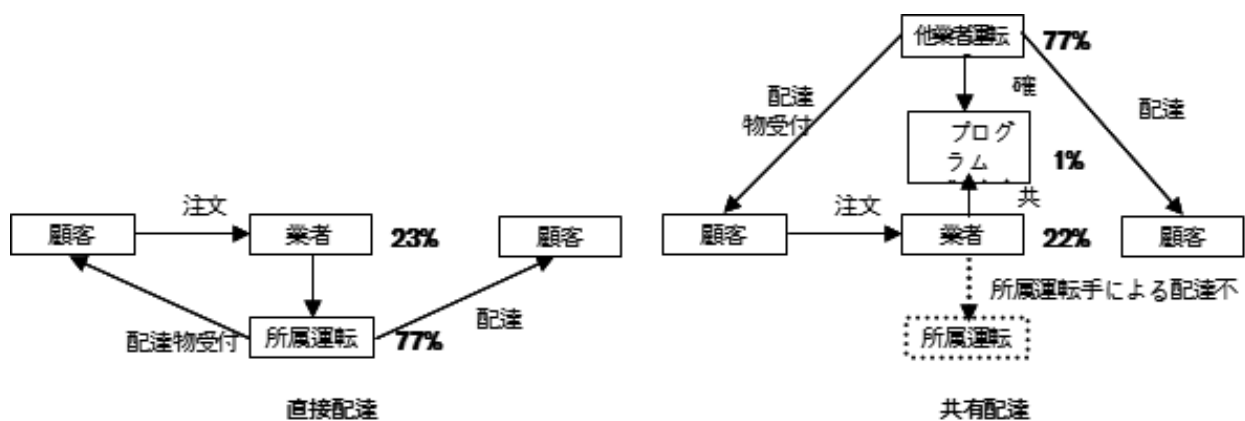 注文
顧客
業者
23%
顧客
配達物受付
所属運転
77%
配達
直接配達
他業者運転
77%
確
配達
物受付
配達
プログ
ラム
1%
共
注文
顧客
業者
22%
顧客
所属運転手による配達不
所属運転
共有配達